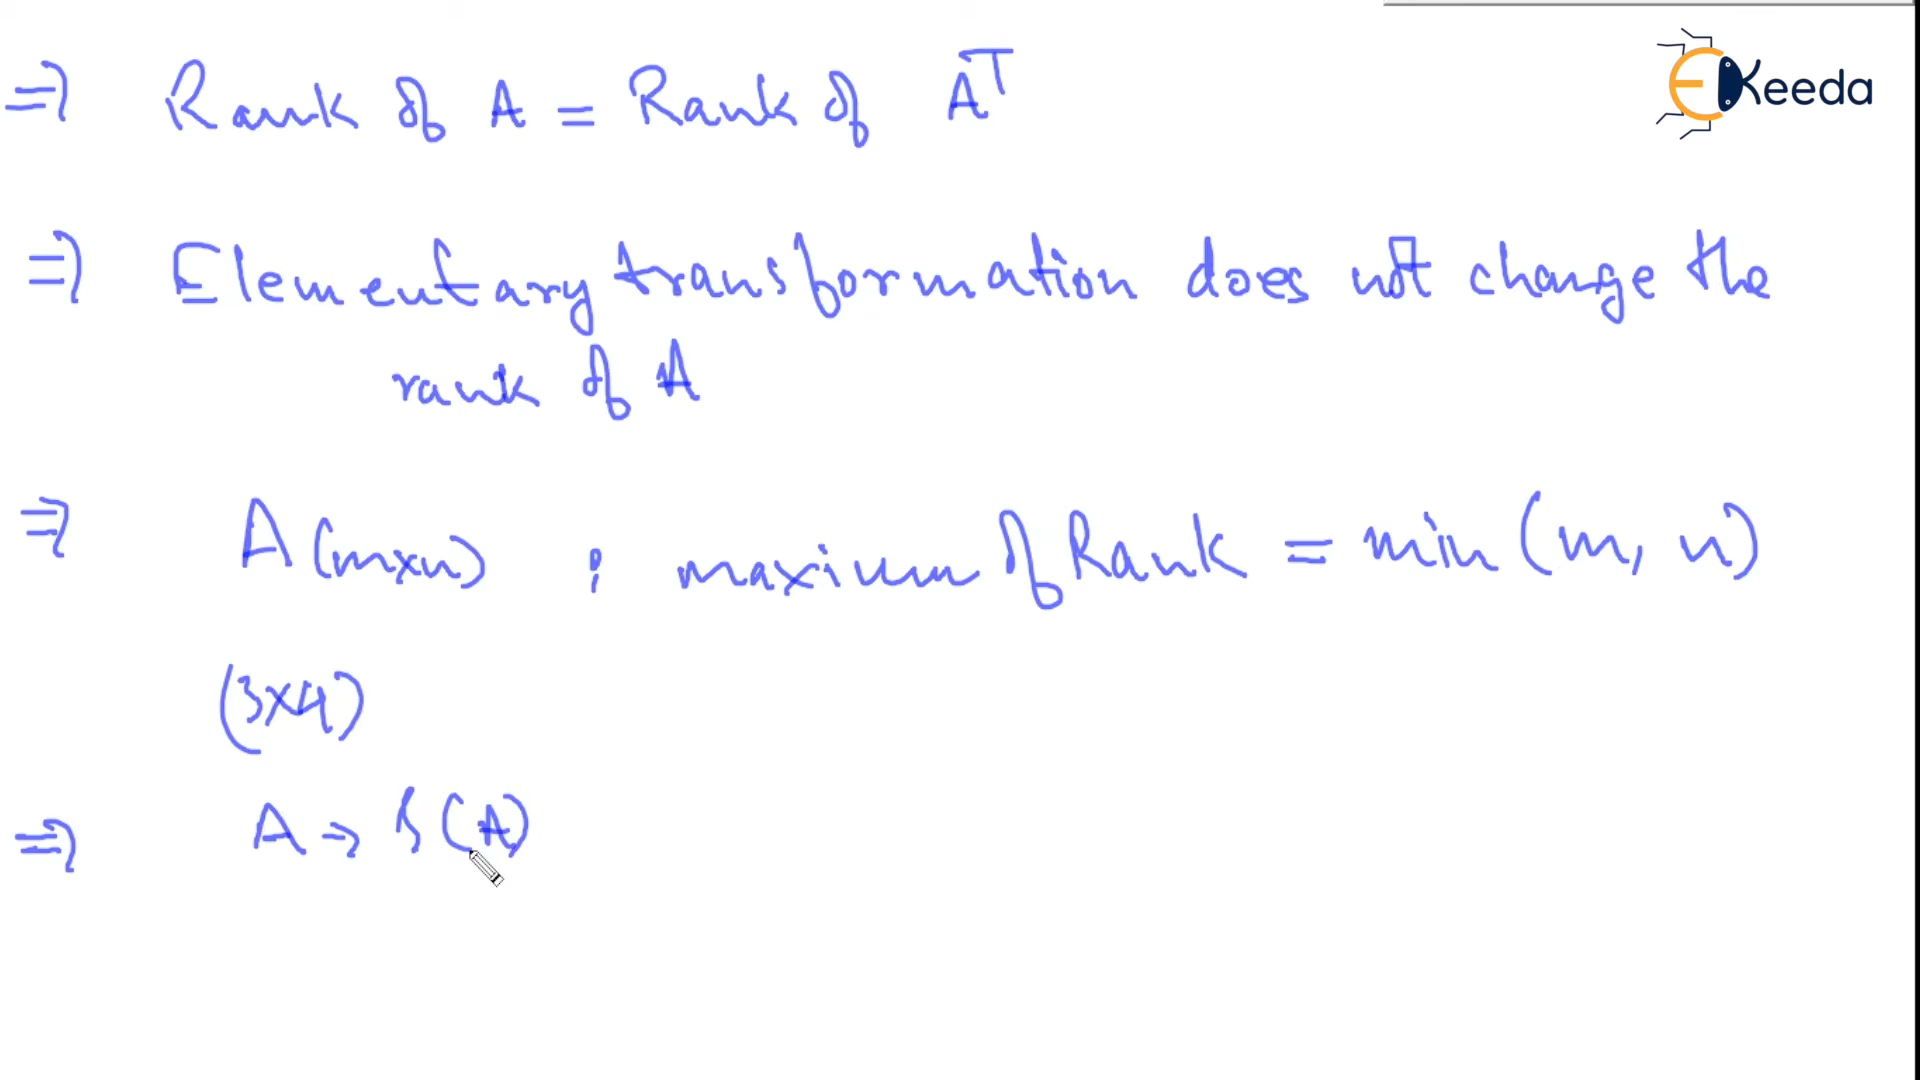 ⇒ Rank of A = Rank of Aᵀ
EKeeda
⇒ Elementary transformation does not change the
rank of A
⇒ A(m×n) : maximum of Rank = min(m, n)
(3×4)
⇒ A → ρ(A)